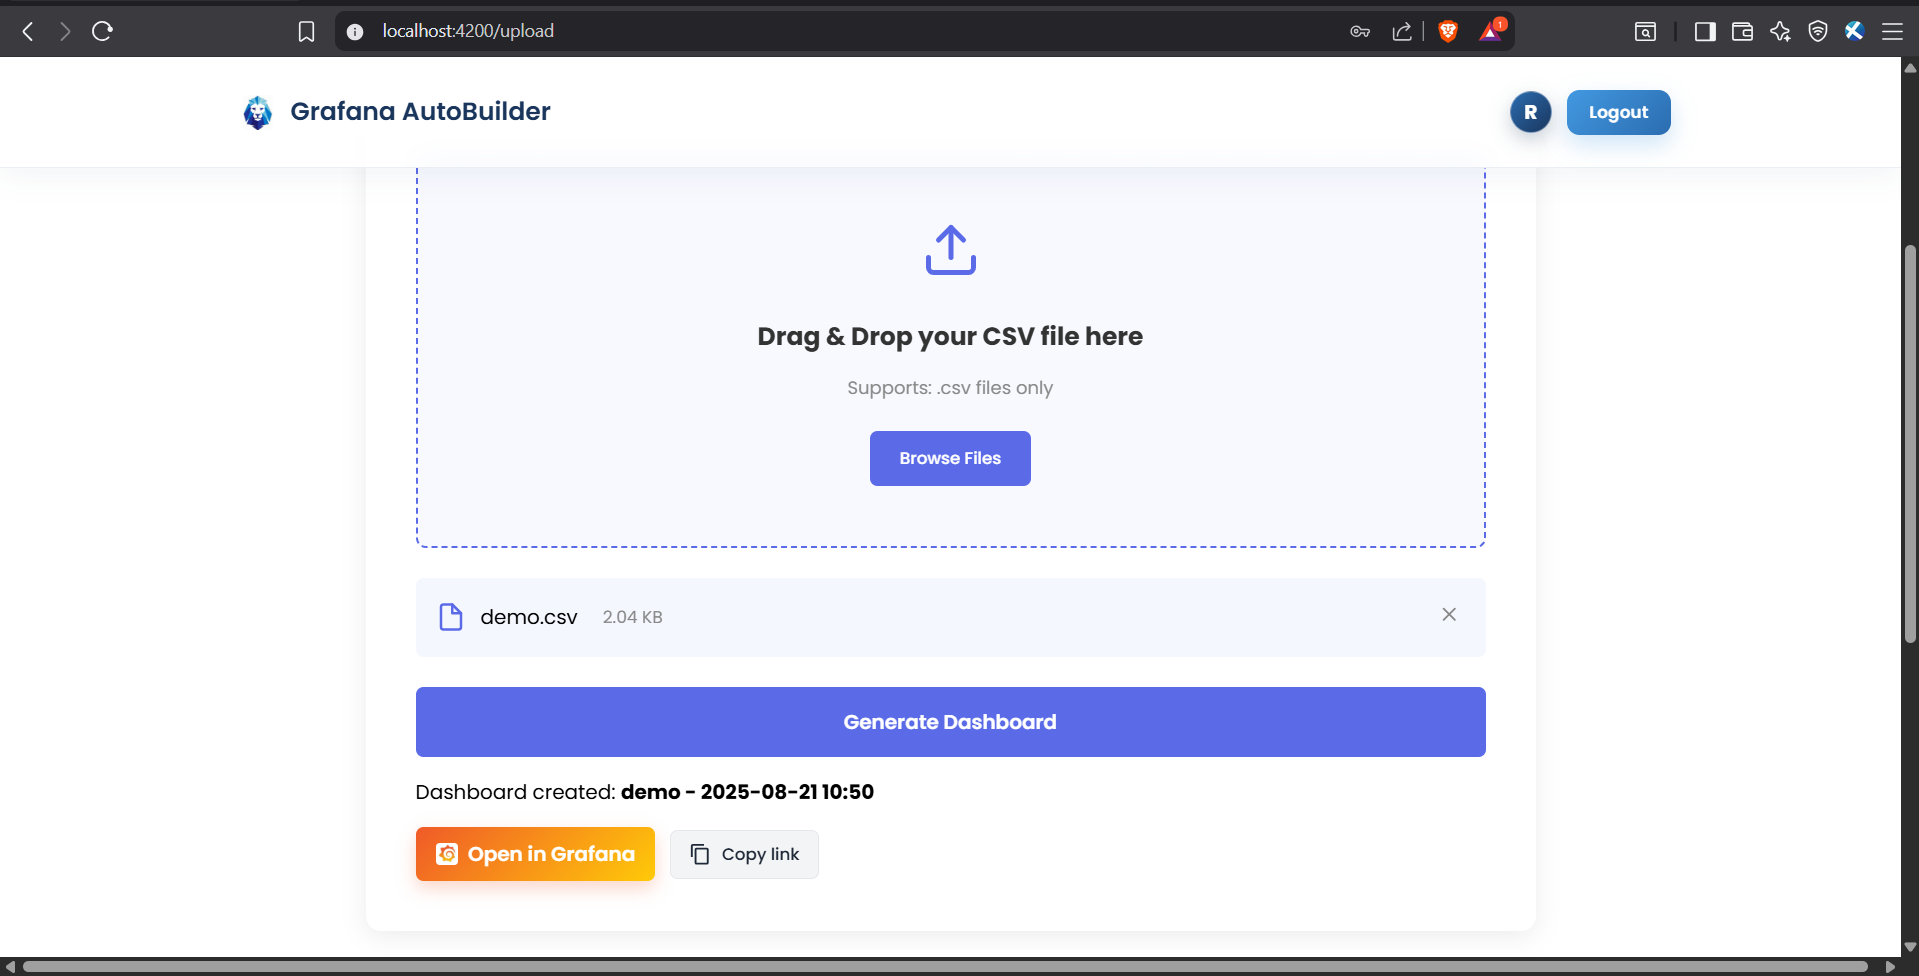 localhost:4200/upload
1
Grafana AutoBuilder
R
Logout
Drag & Drop your CSV file here
Supports: .csv files only
Browse Files
demo.csv 2.04 KB
Generate Dashboard
Dashboard created: demo - 2025-08-21 10:50
Open in Grafana
Copy link